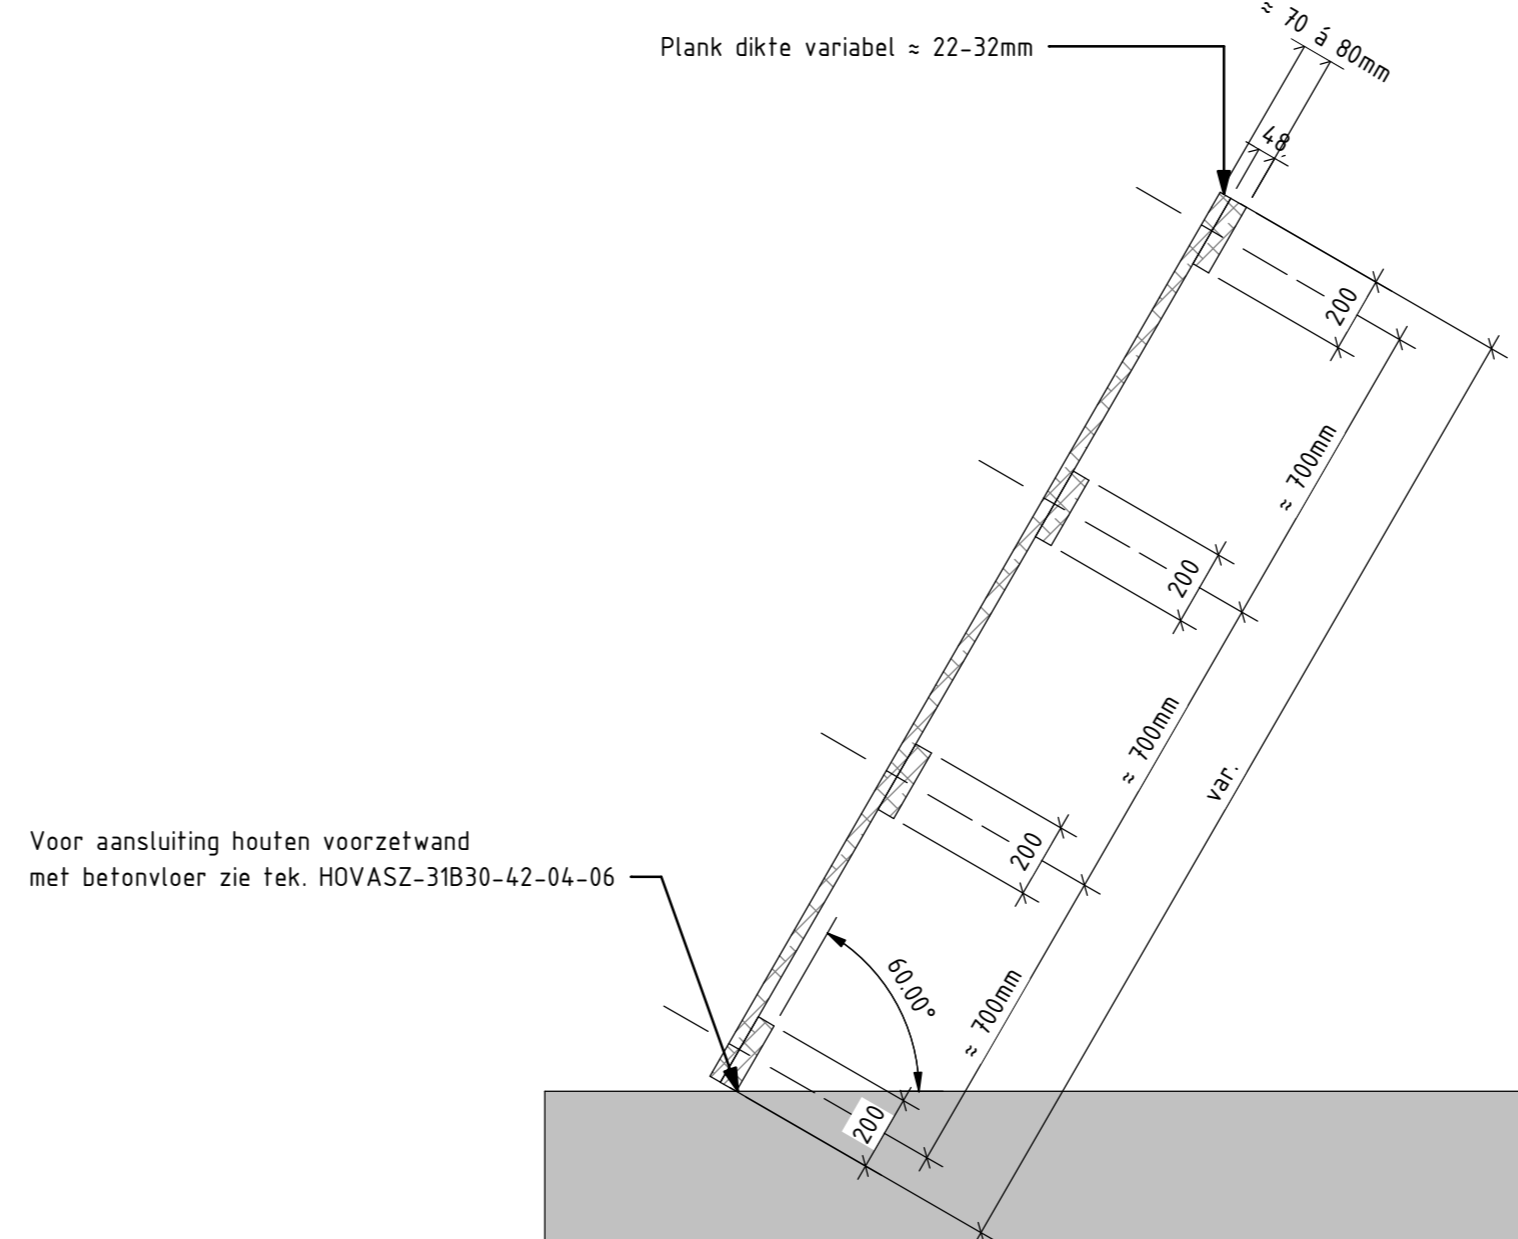 ≈ 70 á 80mm
Plank dikte variabel ≈ 22-32mm
48
200
≈ 700mm
200
≈ 700mm
var.
Voor aansluiting houten voorzetwand
met betonvloer zie tek. HOVASZ-31B30-42-04-06
200
60.00°
≈ 700mm
200